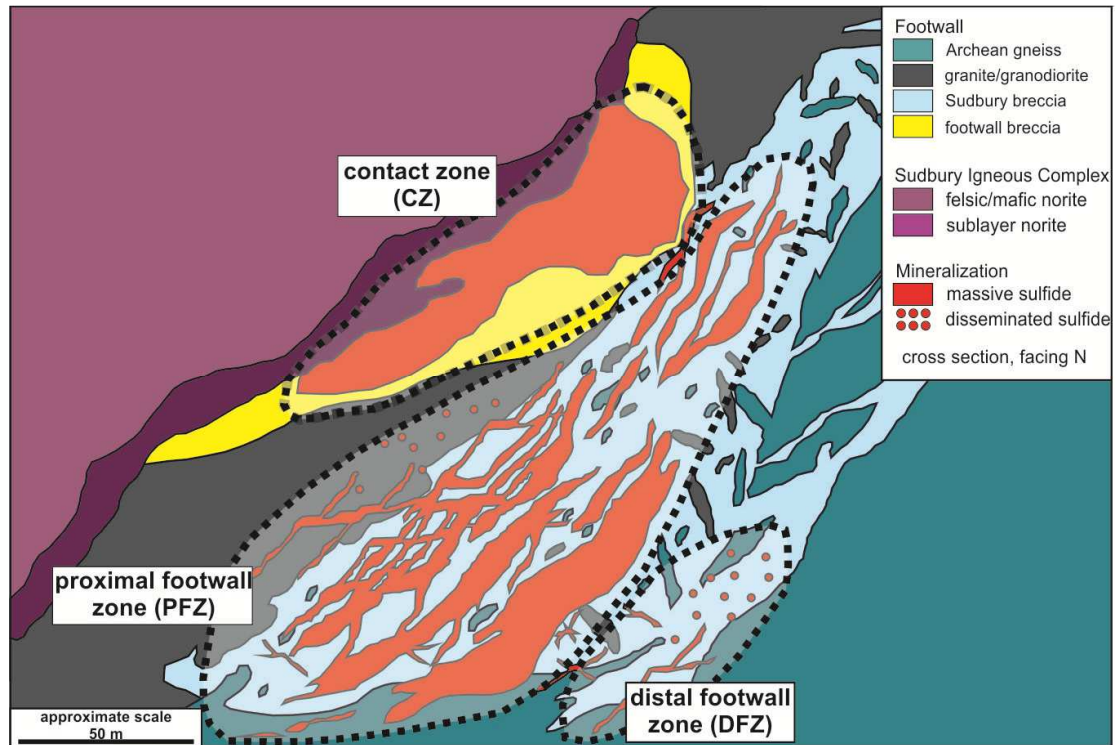 Footwall
Archean gneiss
granite/granodiorite
Sudbury breccia
footwall breccia
Sudbury Igneous Complex
felsic/mafic norite
sublayer norite
Mineralization
massive sulfide
disseminated sulfide
cross section, facing N
contact zone
(CZ)
proximal footwall
zone (PFZ)
distal footwall
zone (DFZ)
approximate scale
50 m